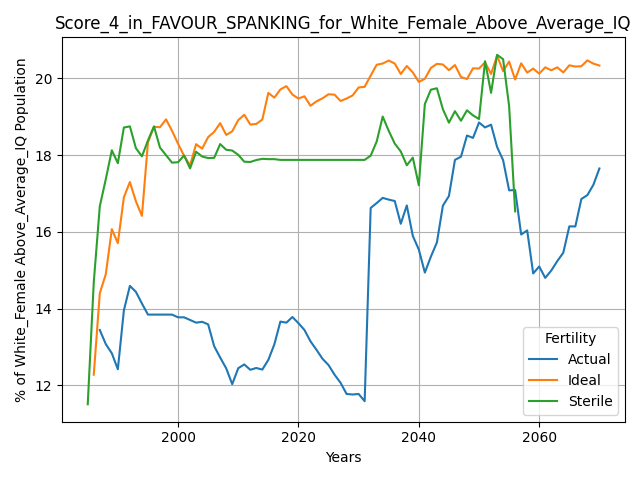 Score_4_in_FAVOUR_SPANKING_for_White_Female_Above_Average_IQ
% of White_Female Above_Average_IQ Population
20
18
16
14
12
2000 2020 2040 2060
Years
Fertility
Actual
Ideal
Sterile